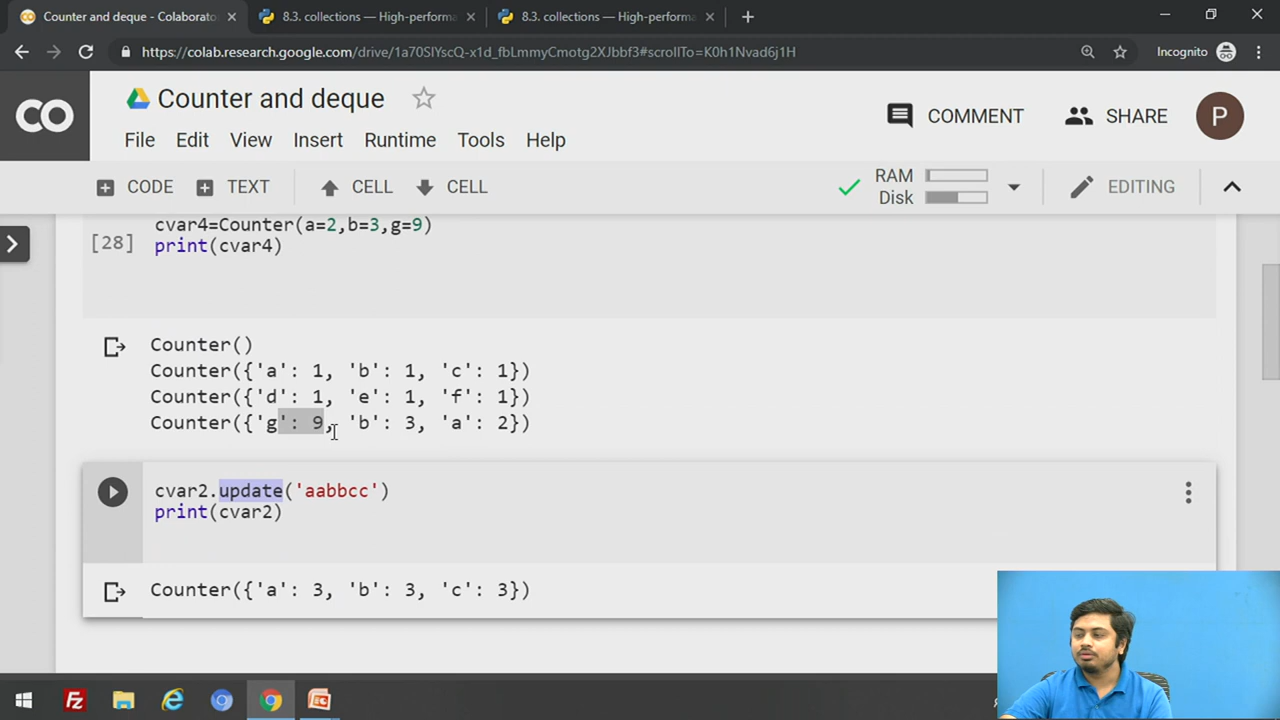 Counter and deque - Colaborato
8.3. collections — High-performa
8.3. collections — High-performa
https://colab.research.google.com/drive/1a70SlYscQ-x1d_fbLmmyCmotg2XJbbf3#scrollTo=K0h1Nvad6j1H
Incognito
CO
Counter and deque
COMMENT
SHARE
P
File Edit View Insert Runtime Tools Help
CODE TEXT CELL CELL
RAM
Disk
EDITING
cvar4=Counter(a=2,b=3,g=9)
[28] print(cvar4)
Counter()
Counter({'a': 1, 'b': 1, 'c': 1})
Counter({'d': 1, 'e': 1, 'f': 1})
Counter({'g': 9, 'b': 3, 'a': 2})
cvar2.update('aabbcc')
print(cvar2)
Counter({'a': 3, 'b': 3, 'c': 3})